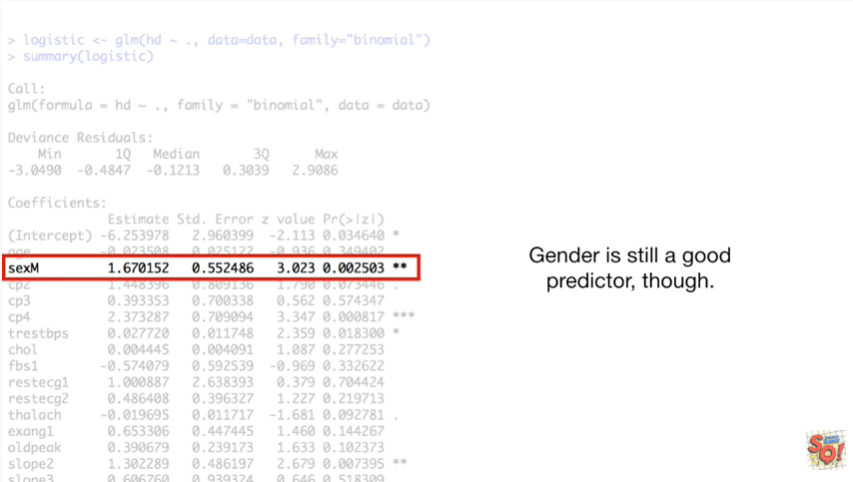 > logistic <- glm(hd ~ ., data=data, family="binomial")
> summary(logistic)
Call:
glm(formula = hd ~ ., family = "binomial", data = data)
Deviance Residuals:
Min 1Q Median 3Q Max
-3.0490 -0.4847 -0.1213 0.3039 2.9086
Coefficients:
Estimate Std. Error z value Pr(>|z|)
(Intercept) -6.253978 2.960399 -2.113 0.034640 *
age -0.023508 0.025122 -0.936 0.349402
sexM 1.670152 0.552486 3.023 0.002503 **
cp2 1.448396 0.809136 1.790 0.073446 .
cp3 0.393353 0.700338 0.562 0.574347
cp4 2.373287 0.709094 3.347 0.000817 ***
trestbps 0.027720 0.011748 2.359 0.018300 *
chol 0.004445 0.004091 1.087 0.277253
fbs1 -0.574079 0.592539 -0.969 0.332622
restecg1 1.000887 2.638393 0.379 0.704424
restecg2 0.486408 0.396327 1.227 0.219713
thalach -0.019695 0.011717 -1.681 0.092781 .
exang1 0.653306 0.447445 1.460 0.144267
oldpeak 0.390679 0.239173 1.633 0.102373
slope2 1.302289 0.486197 2.679 0.007395 **
slope3 0.606760 0.939324 0.646 0.518309
Gender is still a good
predictor, though.
SQ!